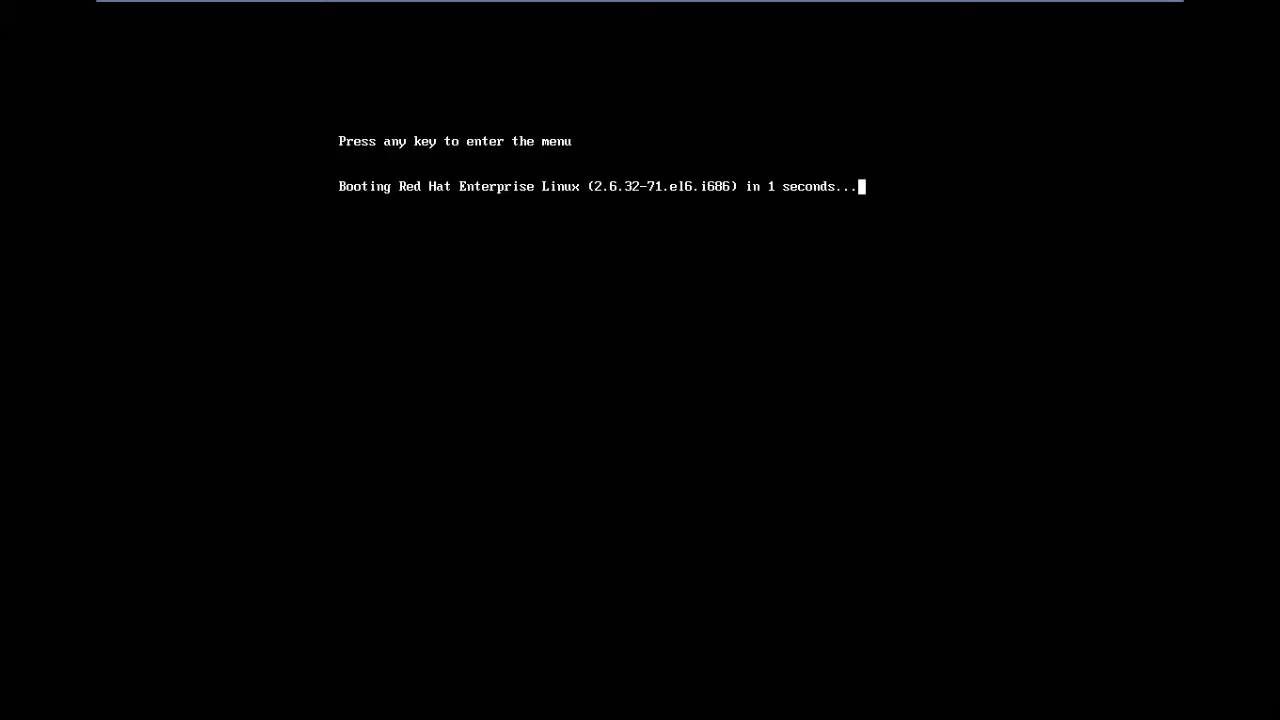 Press any key to enter the menu
Booting Red Hat Enterprise Linux (2.6.32-71.el6.i686) in 1 seconds...